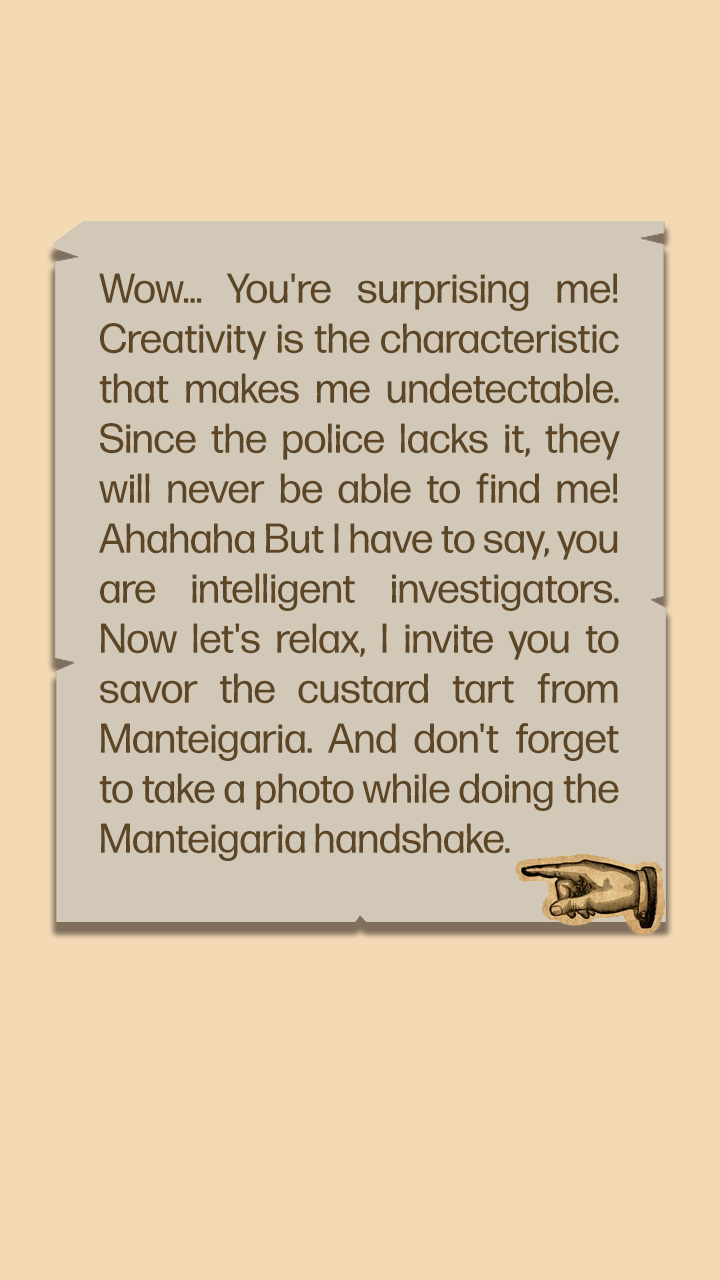 Wow... You're surprising me!
Creativity is the characteristic
that makes me undetectable.
Since the police lacks it, they
will never be able to find me!
Ahahaha But I have to say, you
are intelligent investigators.
Now let's relax, I invite you to
savor the custard tart from
Manteigaria. And don't forget
to take a photo while doing the
Manteigaria handshake.